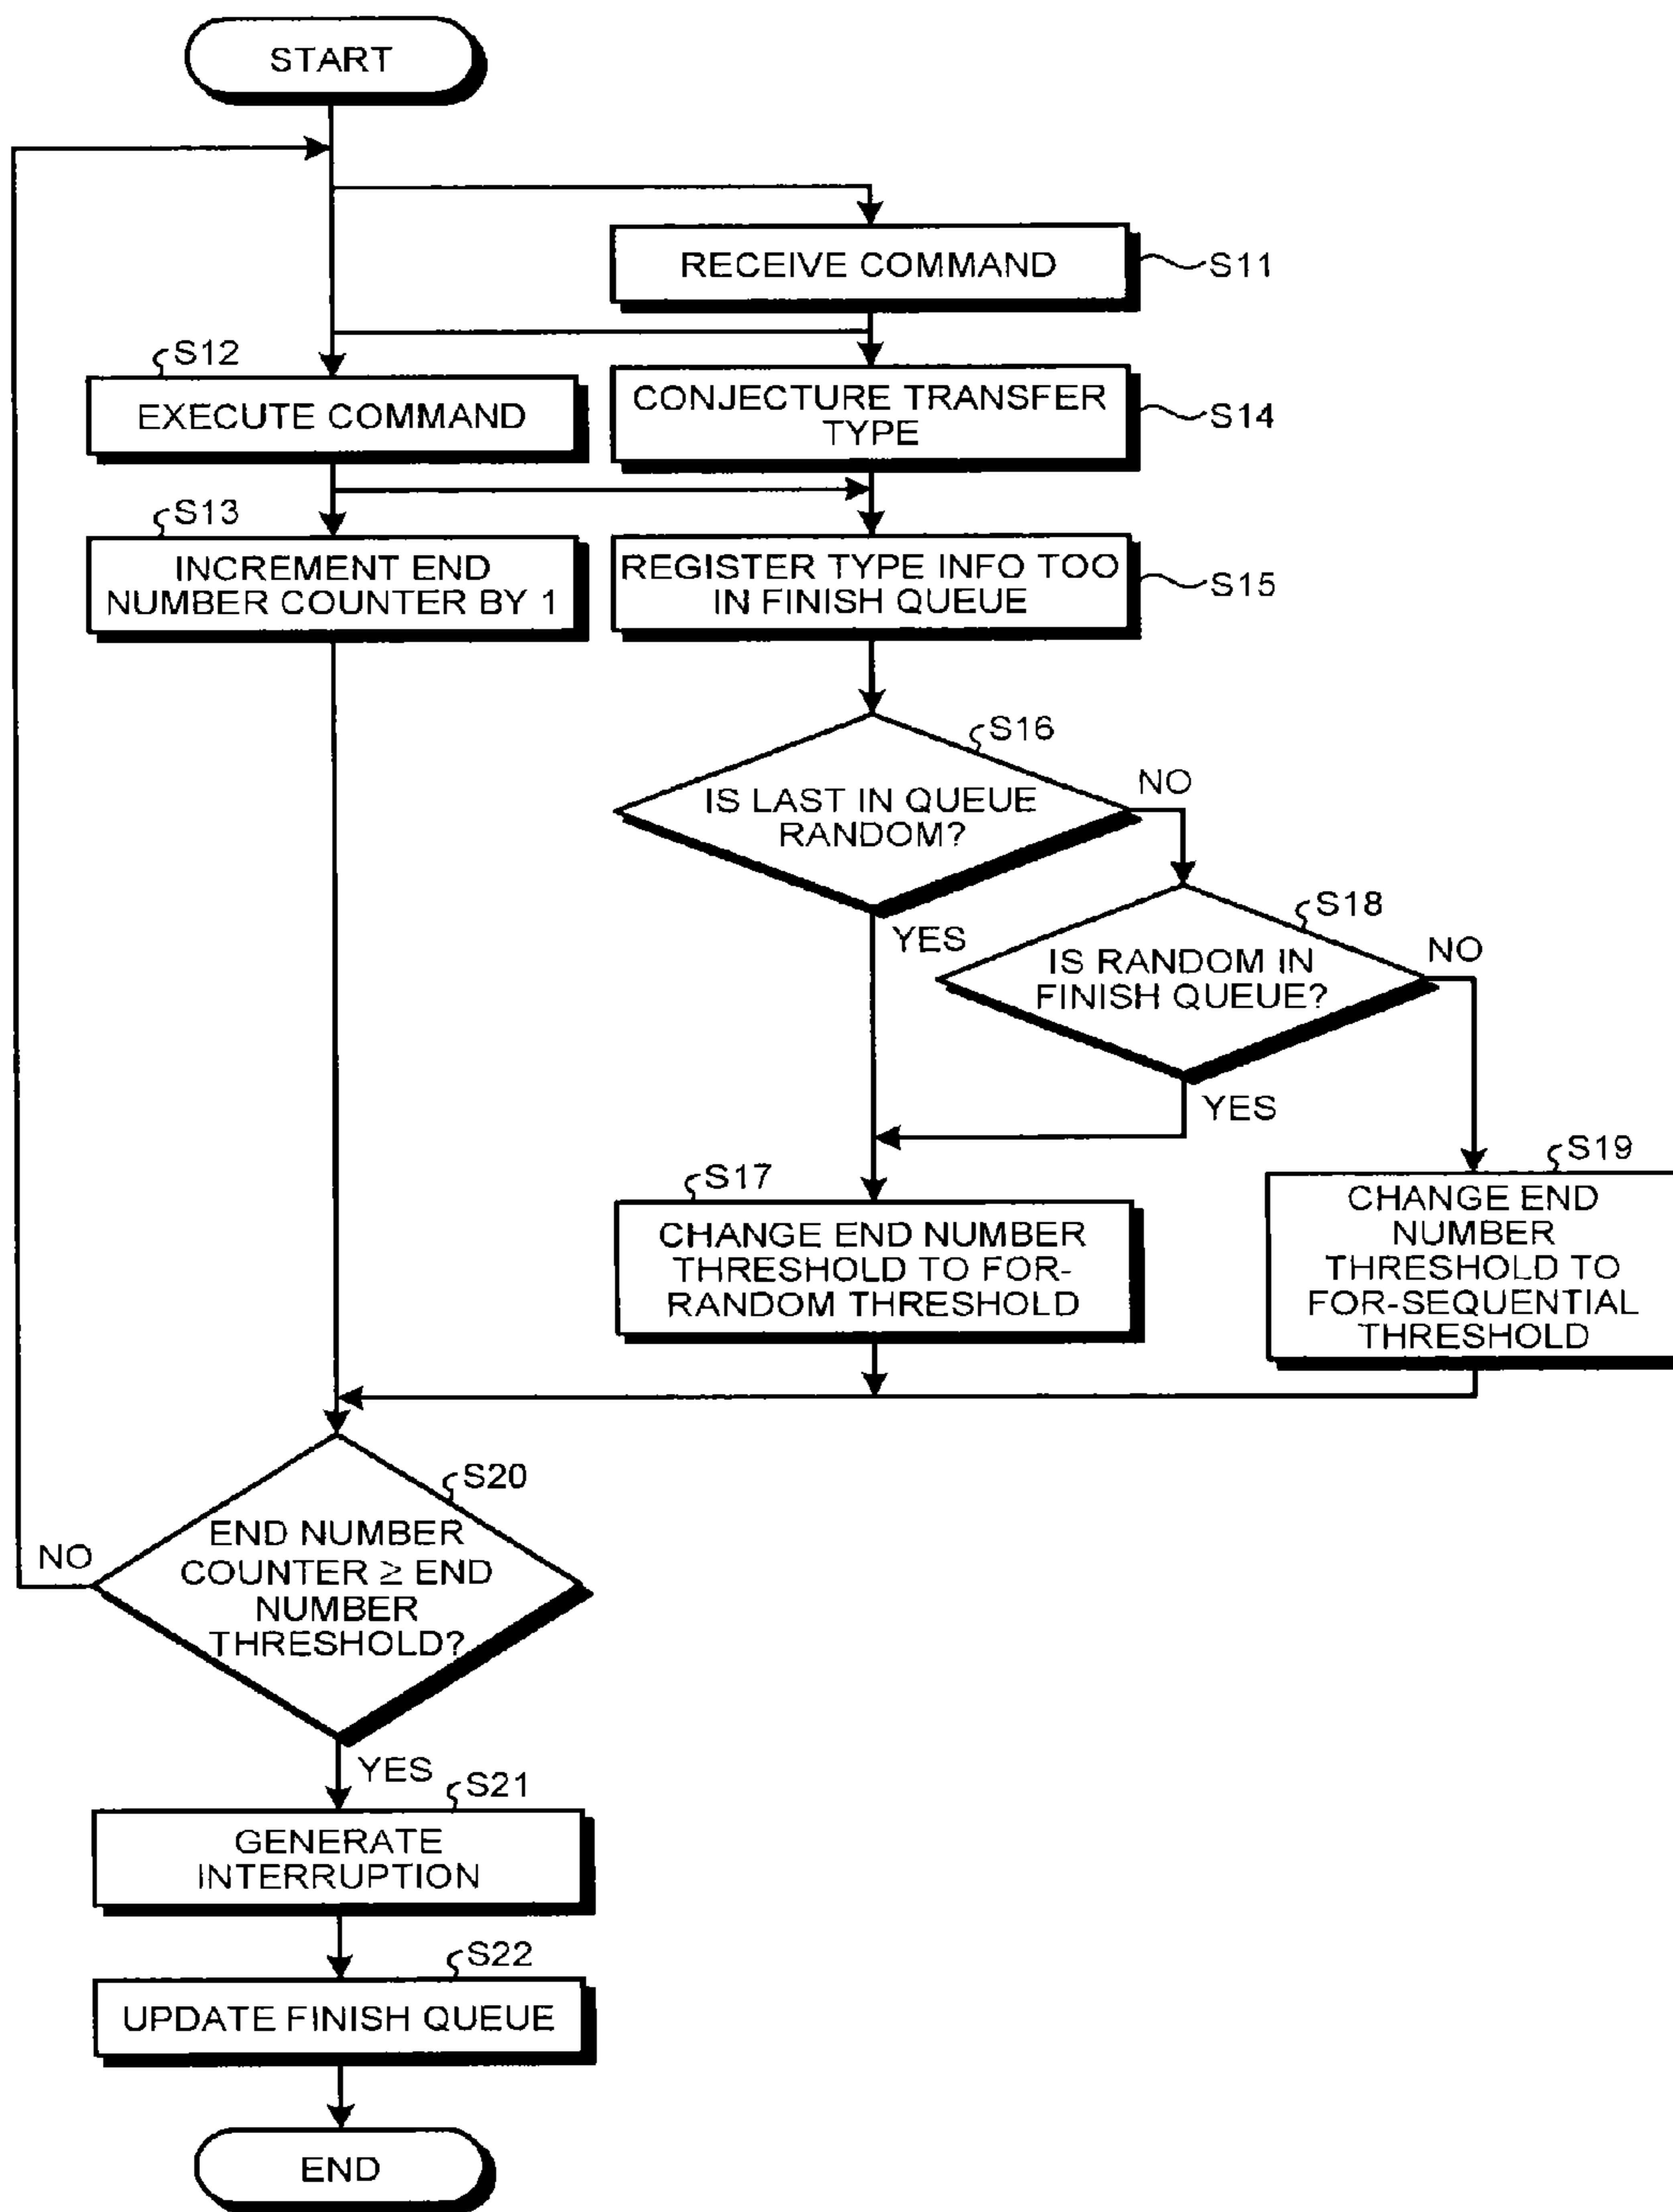 START
RECEIVE COMMAND
S11
S12
EXECUTE COMMAND
CONJECTURE TRANSFER
TYPE
S14
S13
INCREMENT END
NUMBER COUNTER BY 1
REGISTER TYPE INFO TOO
IN FINISH QUEUE
S15
S16
IS LAST IN QUEUE
RANDOM?
NO
YES
S18
IS RANDOM IN
FINISH QUEUE?
NO
YES
S17
CHANGE END NUMBER
THRESHOLD TO FOR-
RANDOM THRESHOLD
S19
CHANGE END
NUMBER
THRESHOLD TO
FOR-SEQUENTIAL
THRESHOLD
S20
END NUMBER
COUNTER ≥ END
NUMBER
THRESHOLD?
NO
YES
S21
GENERATE
INTERRUPTION
S22
UPDATE FINISH QUEUE
END